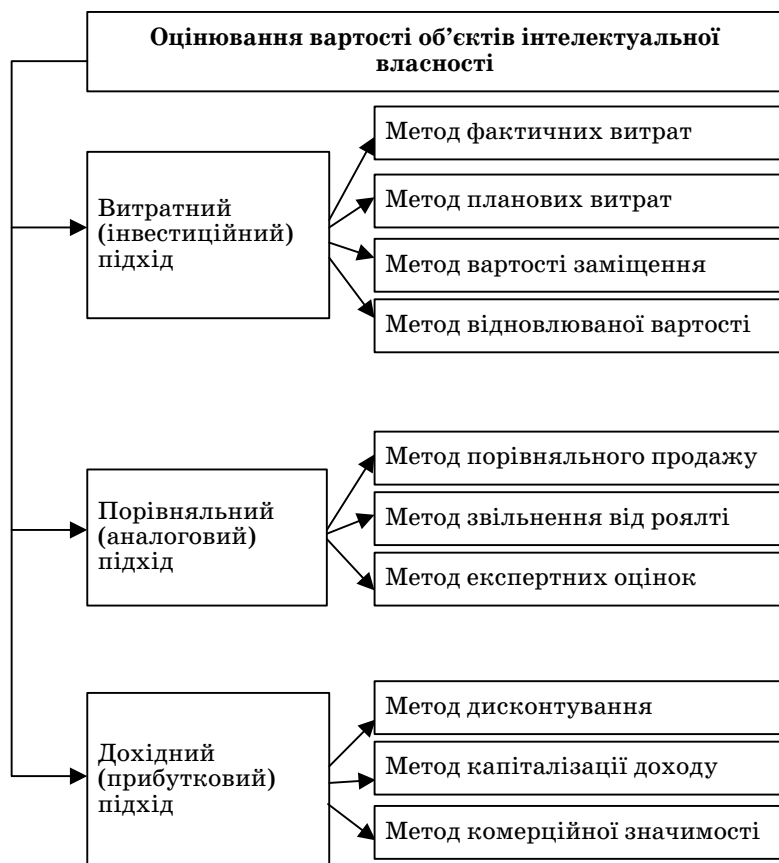 Оцінювання вартості об’єктів інтелектуальної
власності
Витратний
(інвестиційний)
підхід
Метод фактичних витрат
Метод планових витрат
Метод вартості заміщення
Метод відновлюваної вартості
Порівняльний
(аналоговий)
підхід
Метод порівняльного продажу
Метод звільнення від роялті
Метод експертних оцінок
Дохідний
(прибутковий)
підхід
Метод дисконтування
Метод капіталізації доходу
Метод комерційної значимості